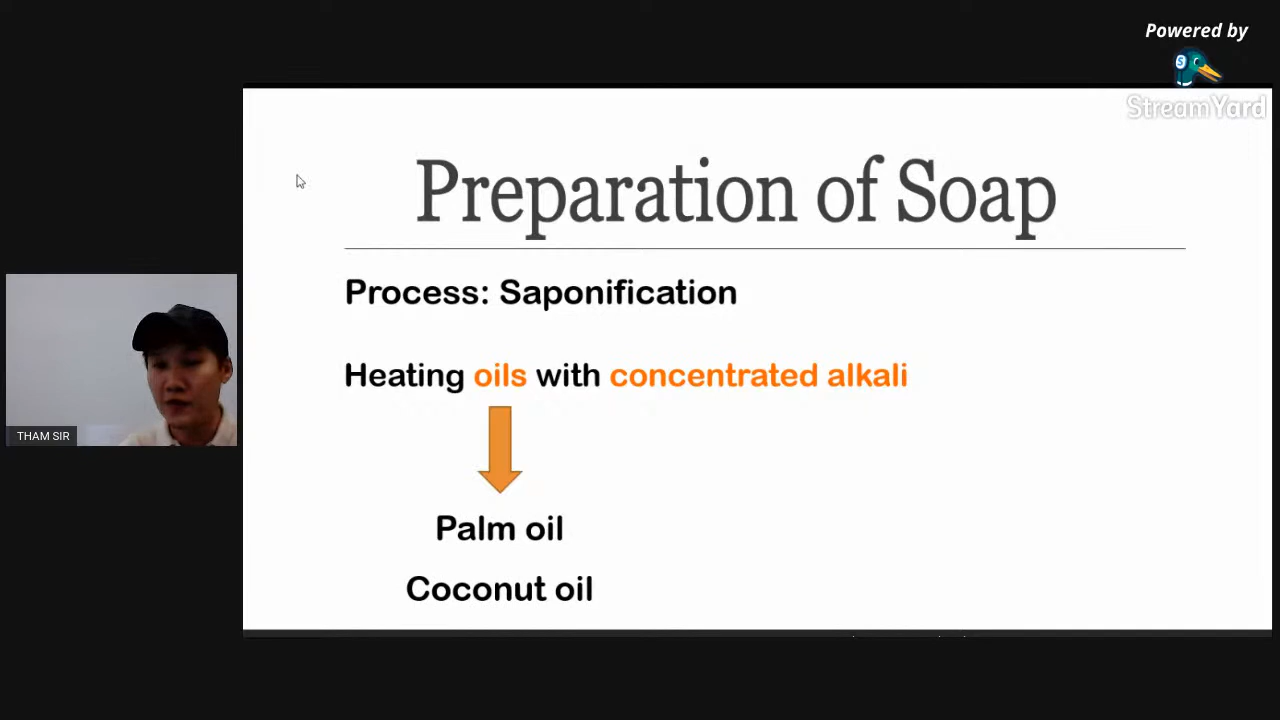 Powered by
StreamYard
Preparation of Soap
Process: Saponification
Heating oils with concentrated alkali
Palm oil
Coconut oil
THAM SIR